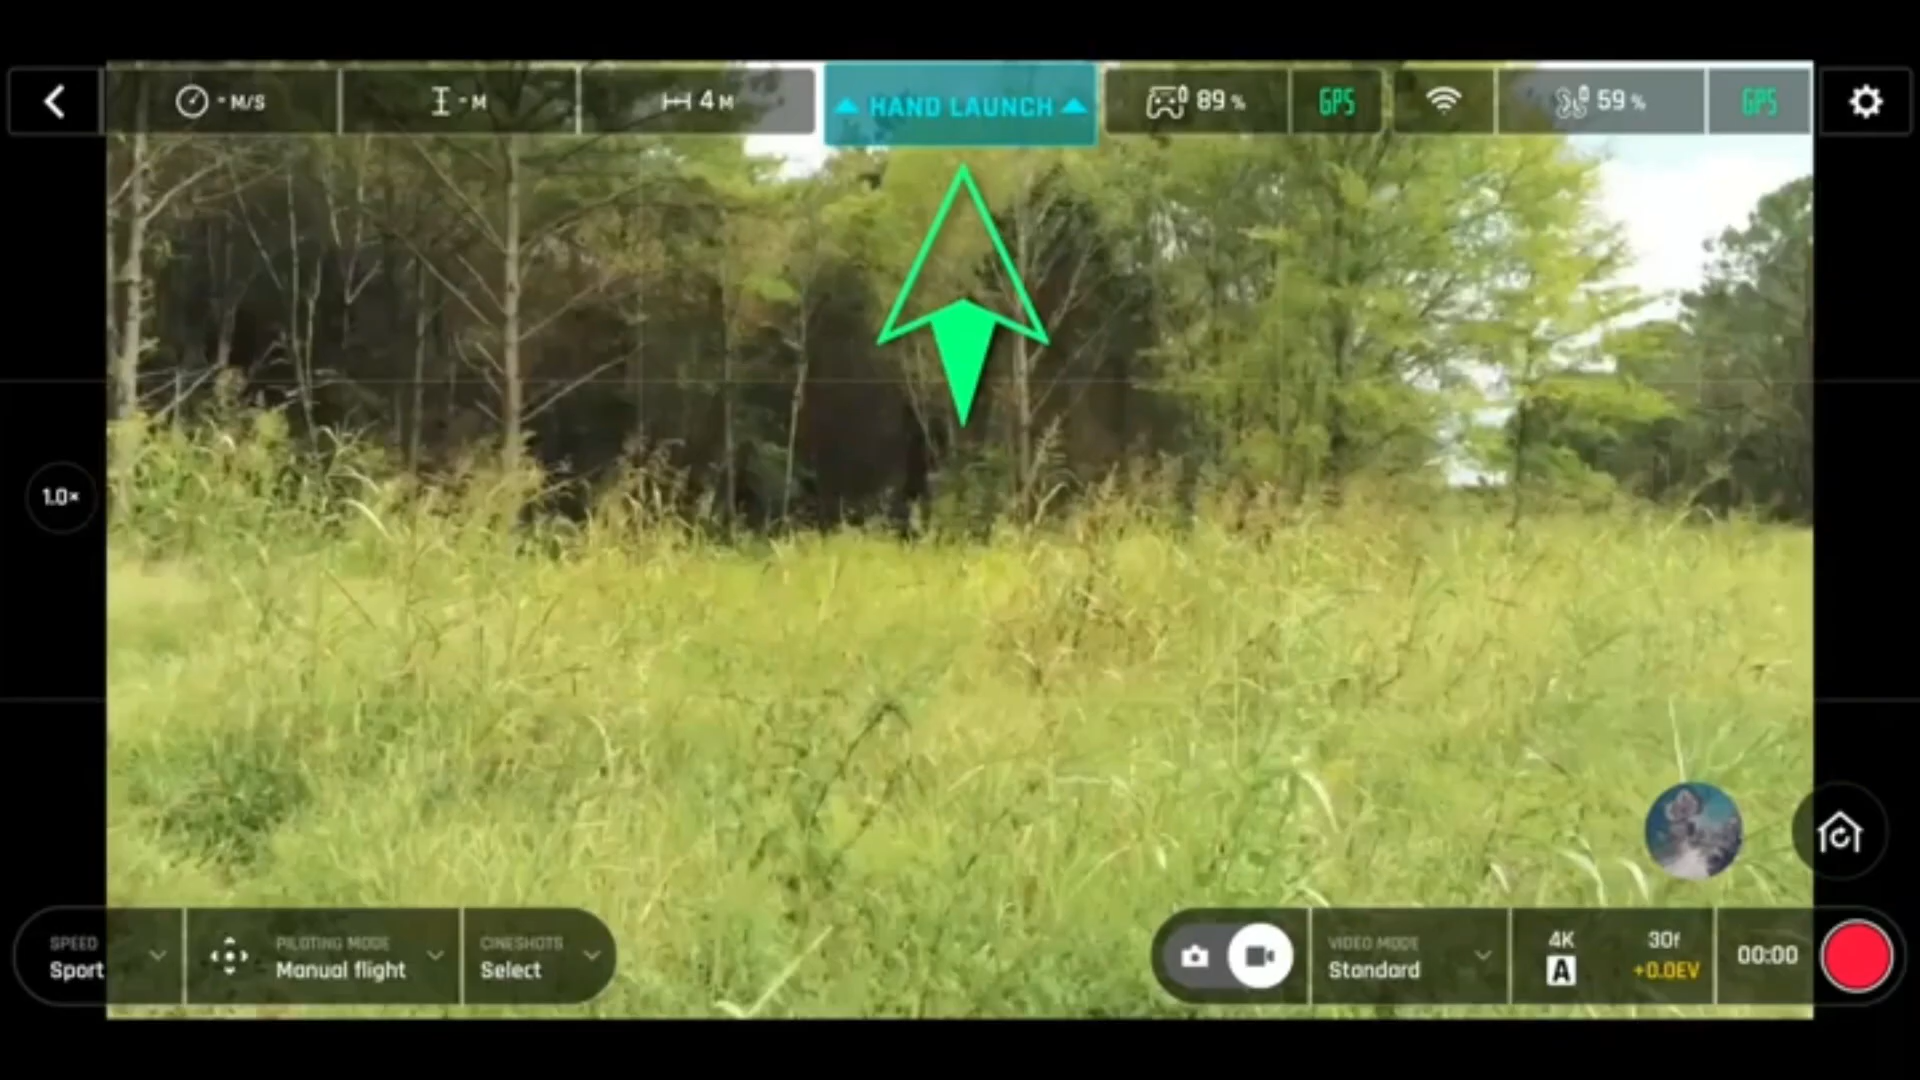 - M/S
- M
4 M
HAND LAUNCH
89 %
GPS
59 %
GPS
1.0×
SPEED
Sport
PILOTING MODE
Manual flight
CINESHOTS
Select
VIDEO MODE
Standard
4K
A
30f
+0.0EV
00:00